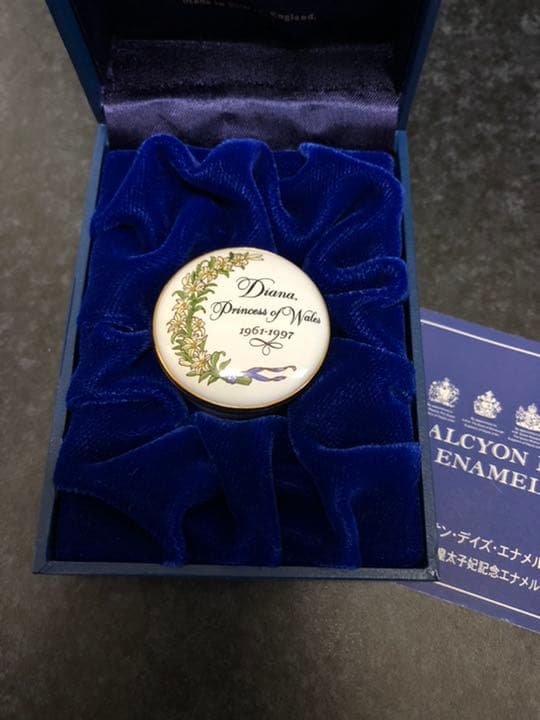 England.
Diana,
Princess of Wales
1961-1997
ALCYON
ENAMEL
ン・デイズ・エナメル
太子妃記念エナメル